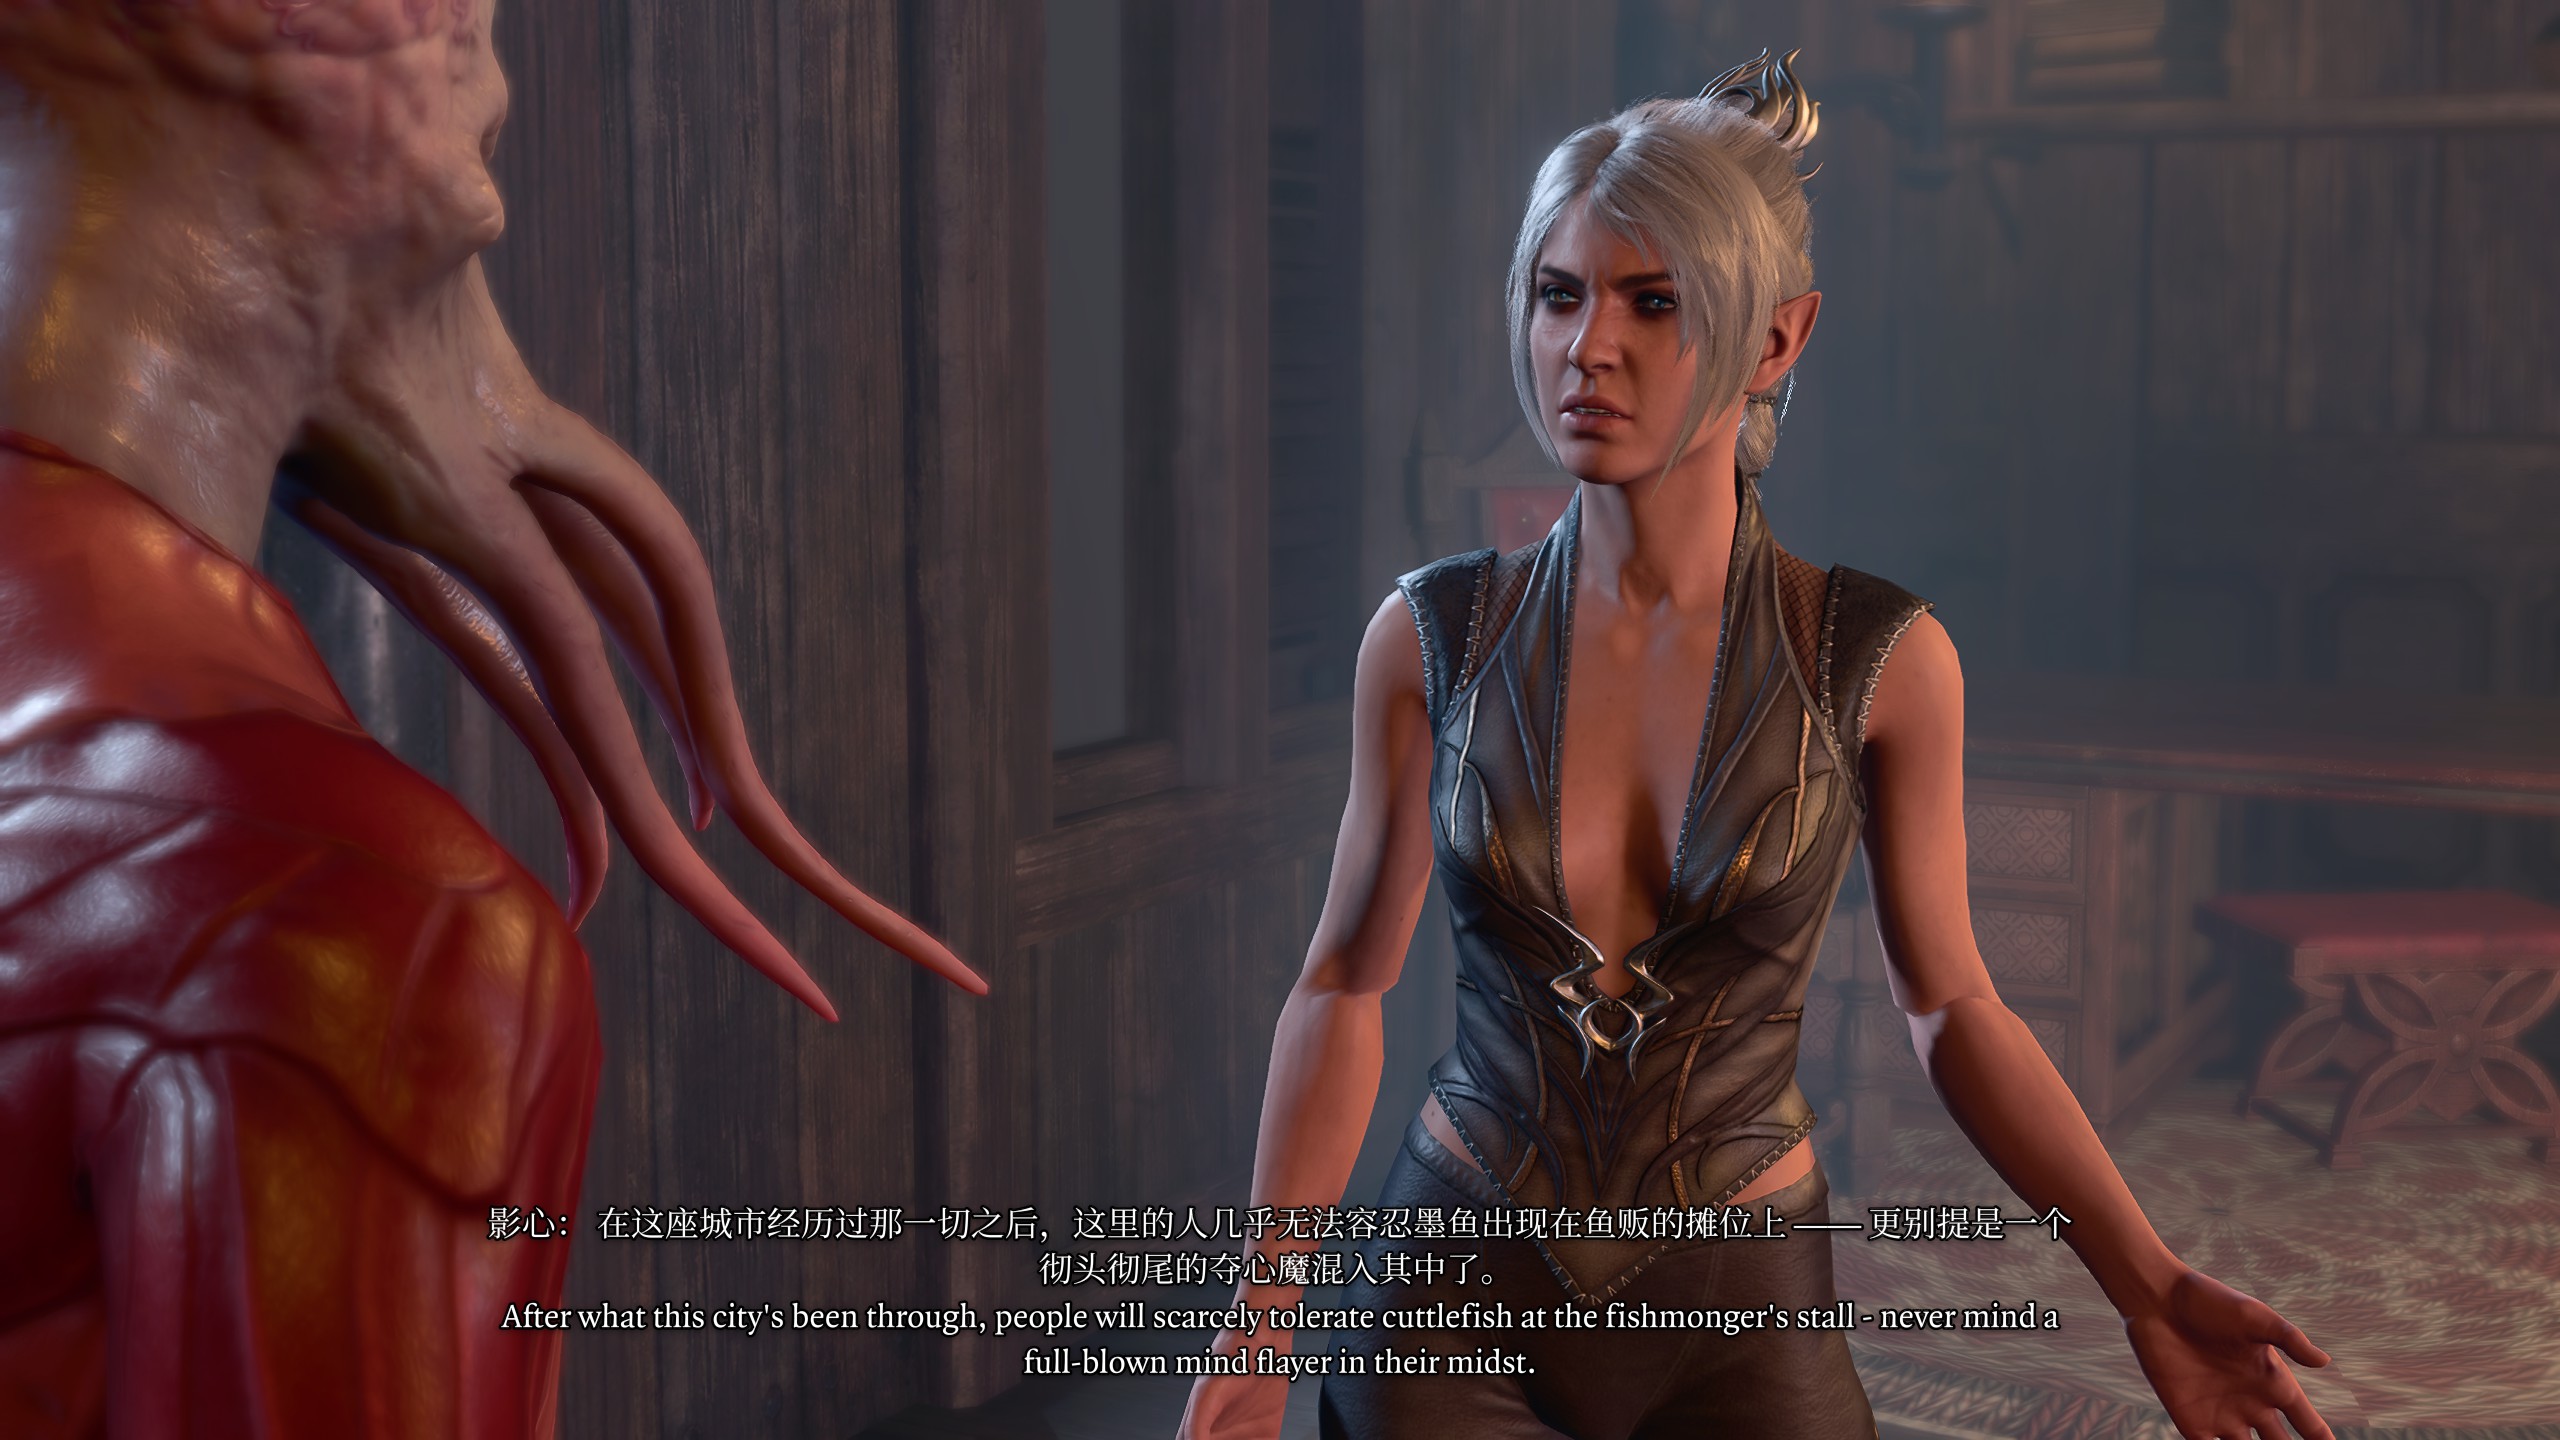 影心： 在这座城市经历过那一切之后，这里的人几乎无法容忍墨鱼出现在鱼贩的摊位上 —— 更别提是一个
彻头彻尾的夺心魔混入其中了。
After what this city's been through, people will scarcely tolerate cuttlefish at the fishmonger's stall - never mind a
full-blown mind flayer in their midst.